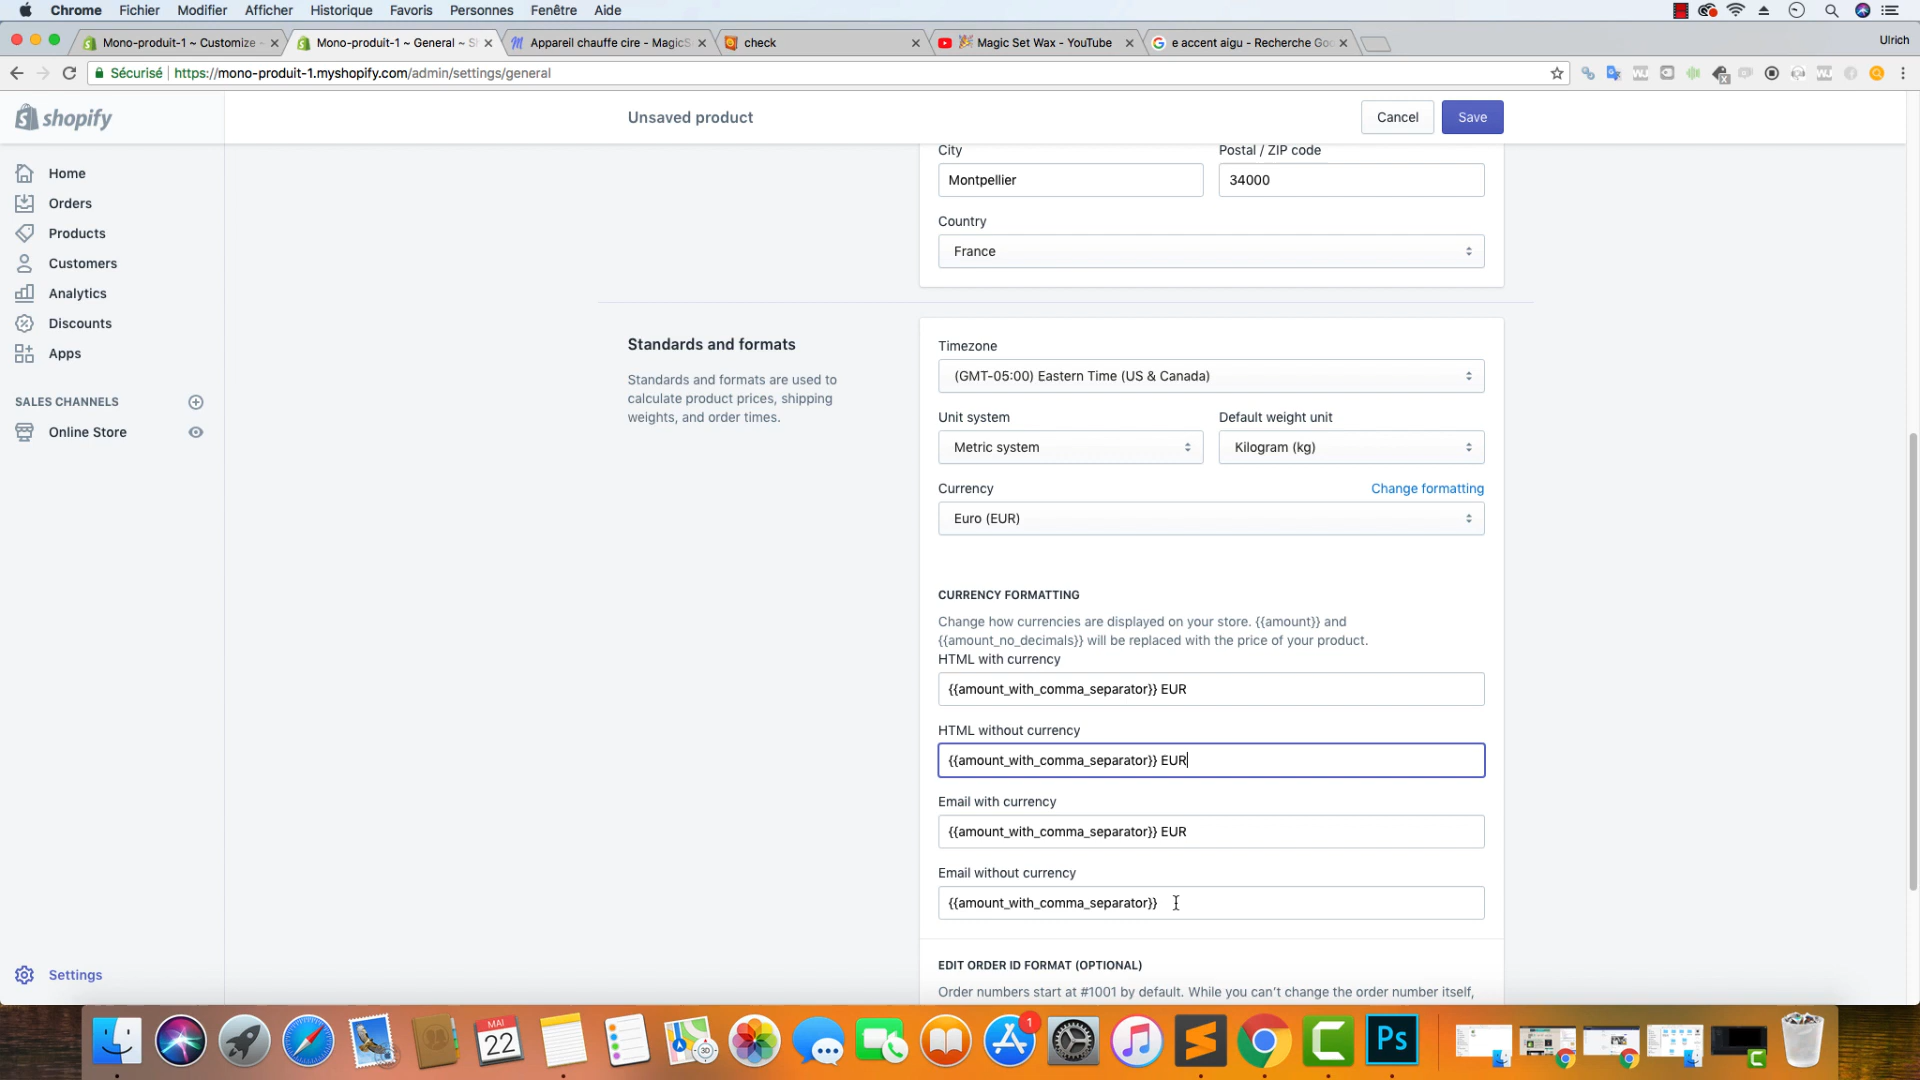 Chrome Fichier Modifier Afficher Historique Favoris Personnes Fenêtre Aide
Mono-produit-1 ~ Customize
Mono-produit-1 ~ General ~ S
Appareil chauffe cire - MagicS
check
Magic Set Wax - YouTube
e accent aigu - Recherche Goo
Ulrich
Sécurisé https://mono-produit-1.myshopify.com/admin/settings/general
shopify
Unsaved product
Cancel
Save
Home
Orders
Products
Customers
Analytics
Discounts
Apps
SALES CHANNELS
Online Store
Settings
City
Postal / ZIP code
Montpellier
34000
Country
France
Standards and formats
Standards and formats are used to
calculate product prices, shipping
weights, and order times.
Timezone
(GMT-05:00) Eastern Time (US & Canada)
Unit system
Default weight unit
Metric system
Kilogram (kg)
Currency
Change formatting
Euro (EUR)
CURRENCY FORMATTING
Change how currencies are displayed on your store. {{amount}} and
{{amount_no_decimals}} will be replaced with the price of your product.
HTML with currency
{{amount_with_comma_separator}} EUR
HTML without currency
{{amount_with_comma_separator}} EUR
Email with currency
{{amount_with_comma_separator}} EUR
Email without currency
{{amount_with_comma_separator}}
EDIT ORDER ID FORMAT (OPTIONAL)
Order numbers start at #1001 by default. While you can't change the order number itself,
MAI
22
3D
1
Ps